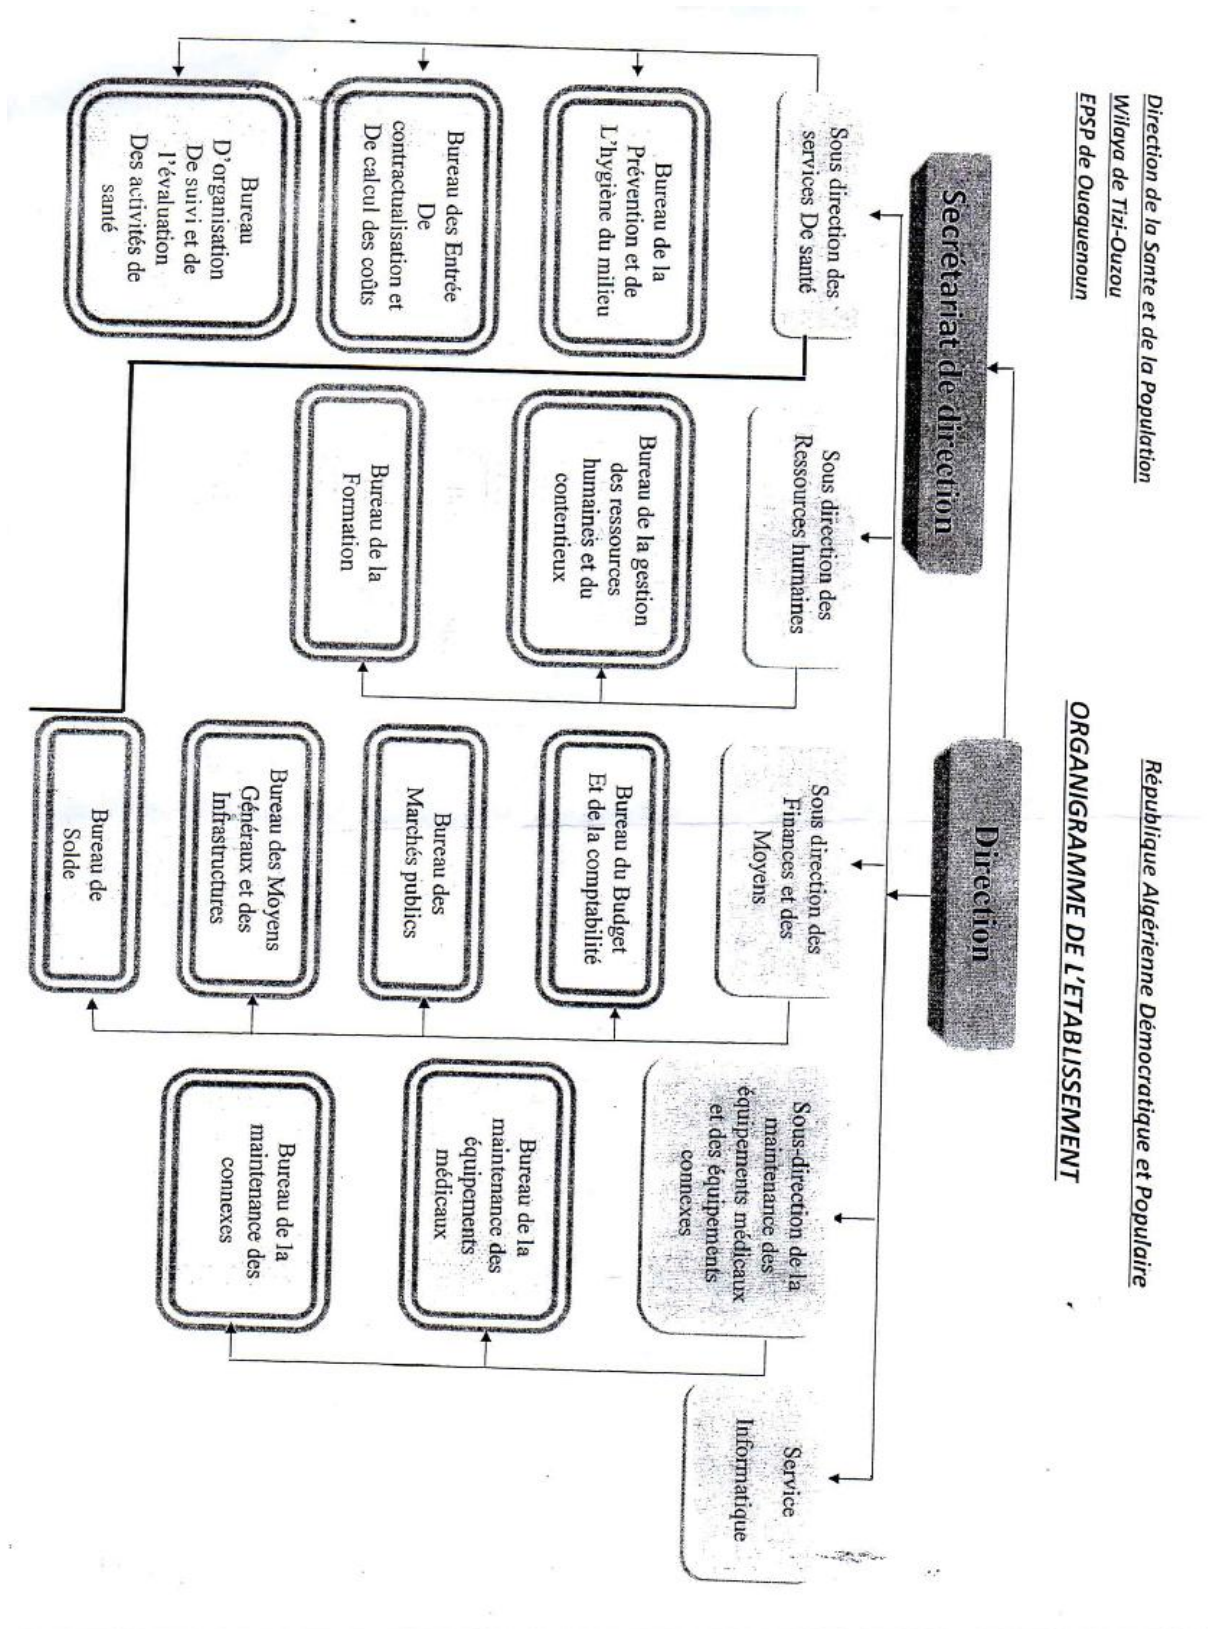 République Algérienne Démocratique et Populaire
Direction de la Sante et de la Population
Wilaya de Tizi-Ouzou
EPSP de Ouaguenoun
ORGANIGRAMME DE L'ETABLISSEMENT
Direction
Secrétariat de direction
Sous direction des
services De santé
Bureau de la
Prévention et de
L'hygiène du milieu
Bureau des Entrée
De
contractualisation et
De calcul des coûts
Bureau
D'organisation
De suivi et de
l'évaluation
Des activités de
santé
Sous direction des
Ressources humaines
Bureau de la gestion
des ressources
humaines et du
contentieux
Bureau de la
Formation
Sous direction des
Finances et des
Moyens
Bureau du Budget
Et de la comptabilité
Bureau des
Marchés publics
Bureau des Moyens
Généraux et des
Infrastructures
Bureau de
Solde
Sous-direction de la
maintenance des
équipements médicaux
et des équipements
connexes
Bureau de la
maintenance des
équipements
médicaux
Bureau de la
maintenance des
connexes
Service
Informatique